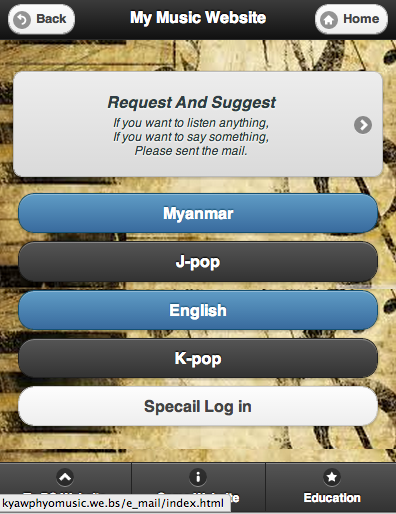 Back
My Music Website
Home
Request And Suggest
If you want to listen anything,
If you want to say something,
Please sent the mail.
Myanmar
J-pop
English
K-pop
Specail Log in
Education
kyawphyomusic.we.bs/e_mail/index.html